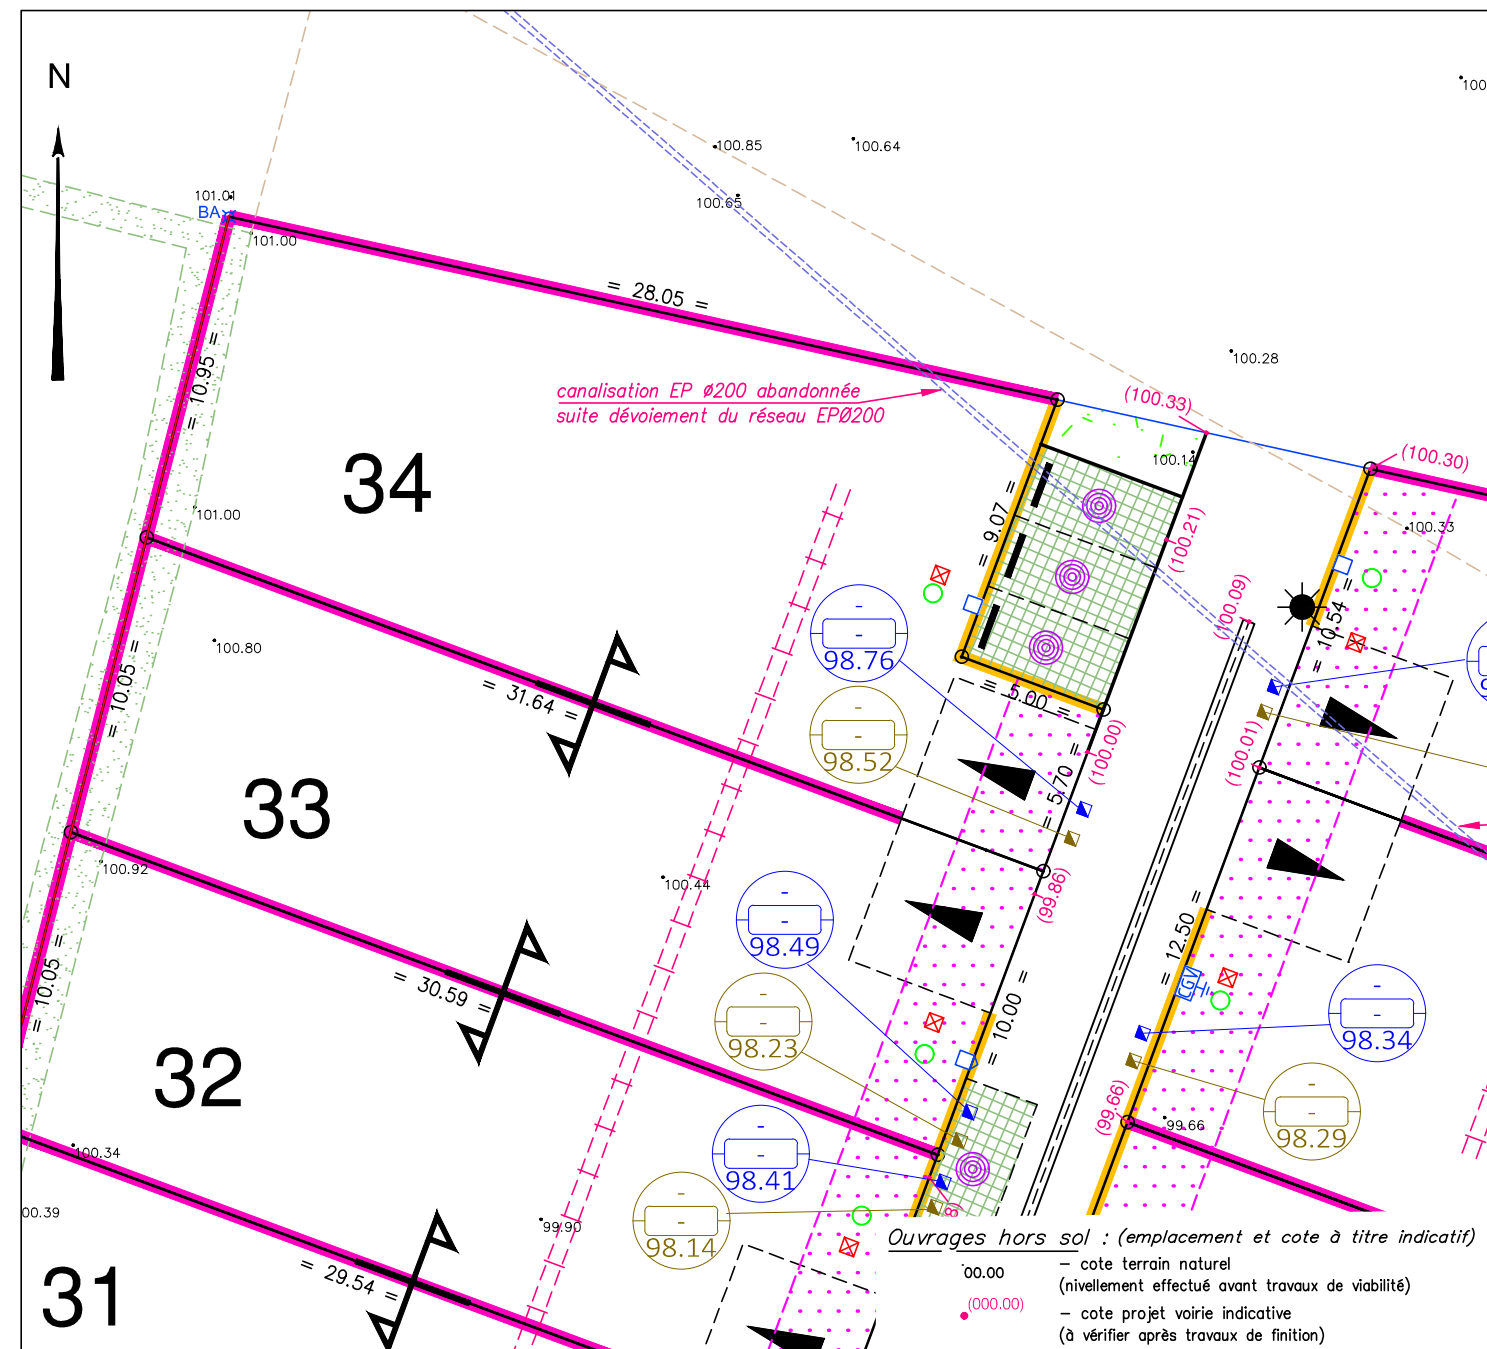 N
100
100.85
100.64
101.01
BA
100.65
101.00
= 28.05 =
100.28
= 10.95 =
canalisation EP Ø200 abandonnée
suite dévoiement du réseau EPØ200
(100.33)
100.14
(100.30)
34
101.00
= 9.07 =
(100.21)
100.33
(100.09)
= 10.54 =
-
-
98.76
100.80
= 10.05 =
= 31.64 =
= 5.00 =
-
-
98.52
(100.00)
(100.01)
= 5.70 =
33
100.92
100.44
(99.86)
-
-
98.49
= 12.50 =
= 10.05 =
= 30.59 =
CGV
= 10.00 =
-
-
98.23
-
-
98.34
32
(99.66)
99.66
-
-
98.29
100.34
-
-
98.41
00.39
99.90
-
-
98.14
8)
= 29.54 =
31
Ouvrages hors sol : (emplacement et cote à titre indicatif)
00.00 – cote terrain naturel
(nivellement effectué avant travaux de viabilité)
(000.00) – cote projet voirie indicative
(à vérifier après travaux de finition)